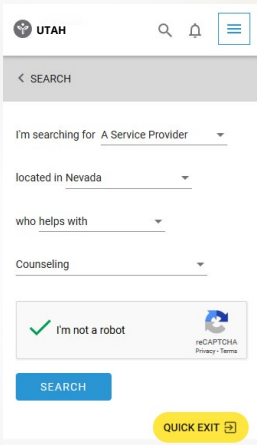 UTAH
SEARCH
I'm searching for A Service Provider
located in Nevada
who helps with
Counseling
I'm not a robot
reCAPTCHA
Privacy - Terms
SEARCH
QUICK EXIT